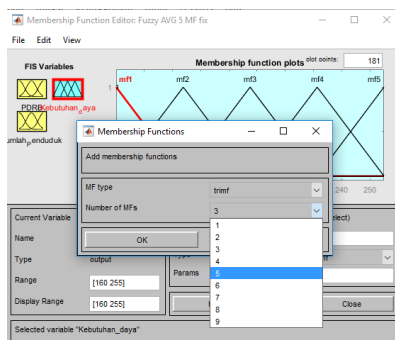 Membership Function Editor: Fuzzy AVG 5 MF fix
File Edit View
FIS Variables
Membership function plots
plot points:
181
mf1 mf2 mf3 mf4 mf5
1
PDRB
Kebutuhan_daya
umlah_penduduk
240 250
Membership Functions
Add membership functions
MF type
trimf
Number of MFs
3
1
2
3
4
5
6
7
8
9
OK
Current Variable
Name
Type
output
Range
[160 255]
Display Range
[160 255]
Params
Close
Selected variable "Kebutuhan_daya"